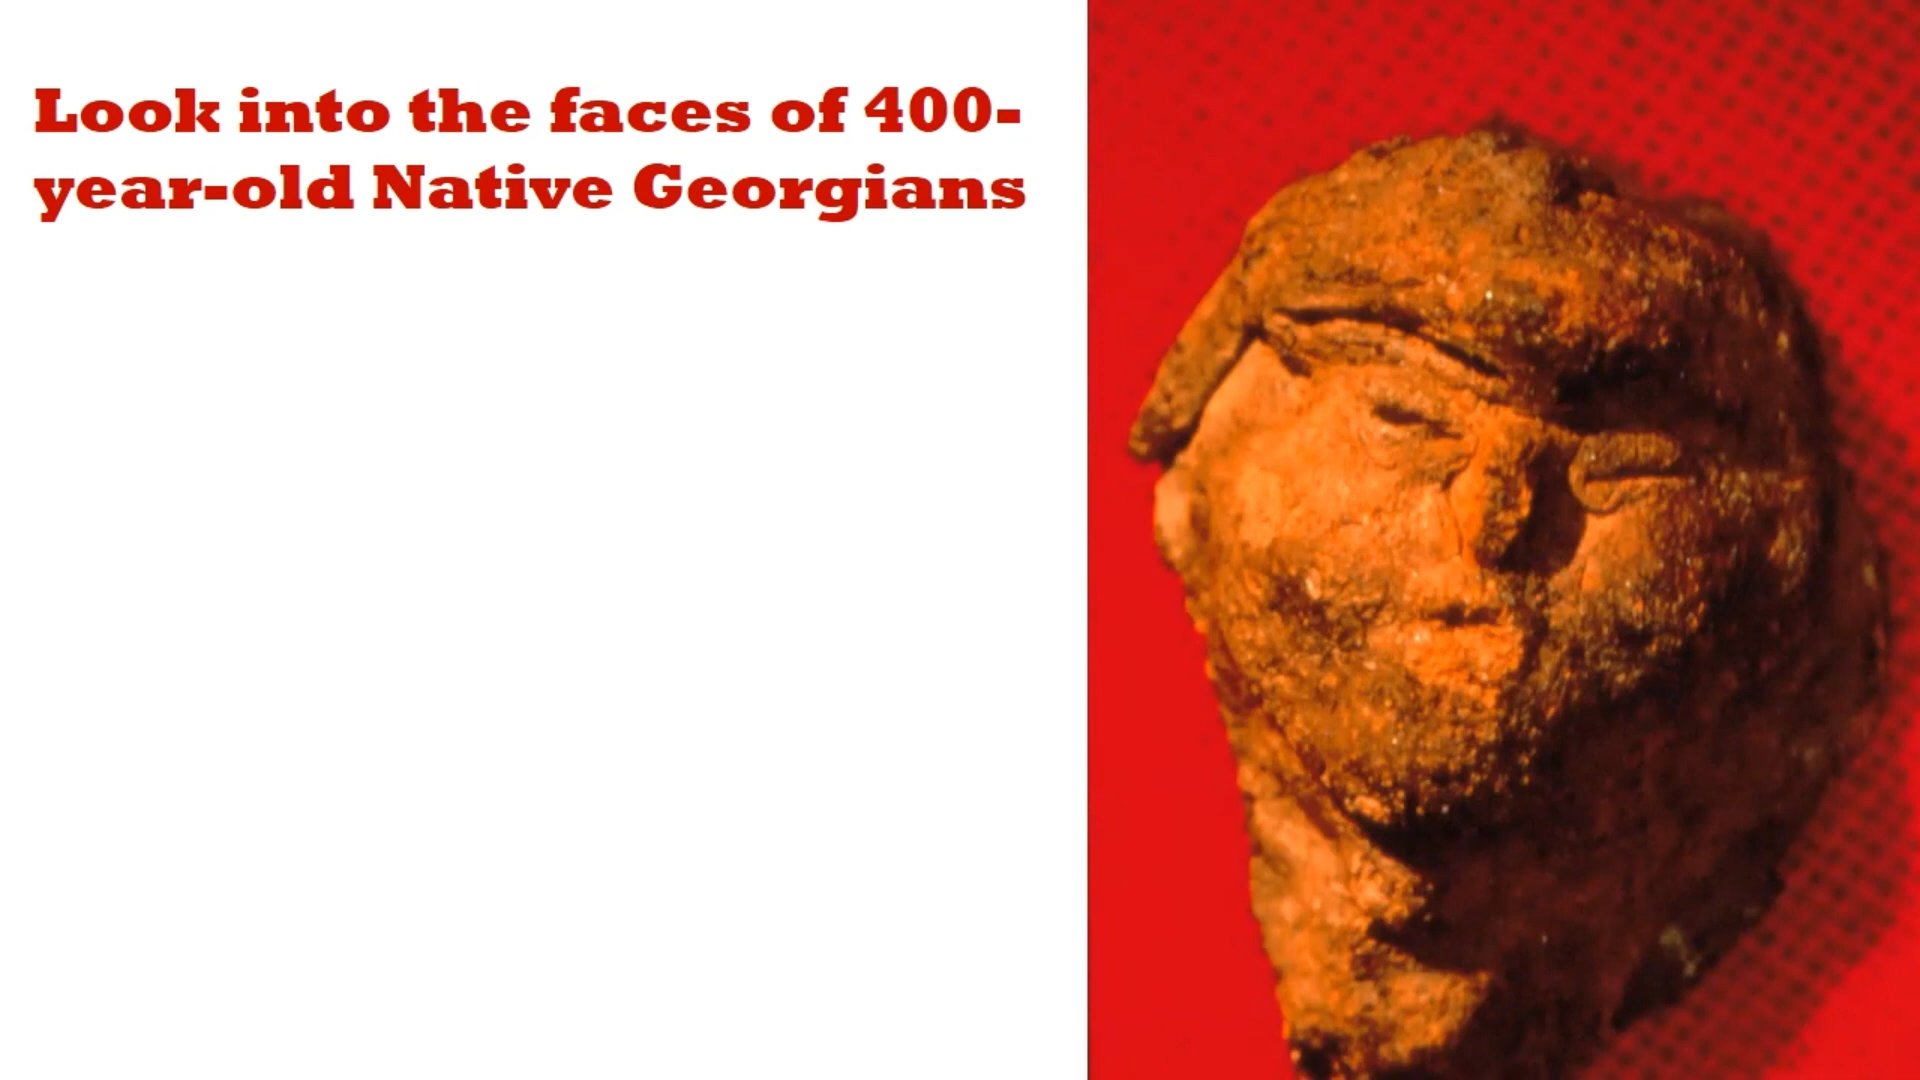 Look into the faces of 400-
year-old Native Georgians